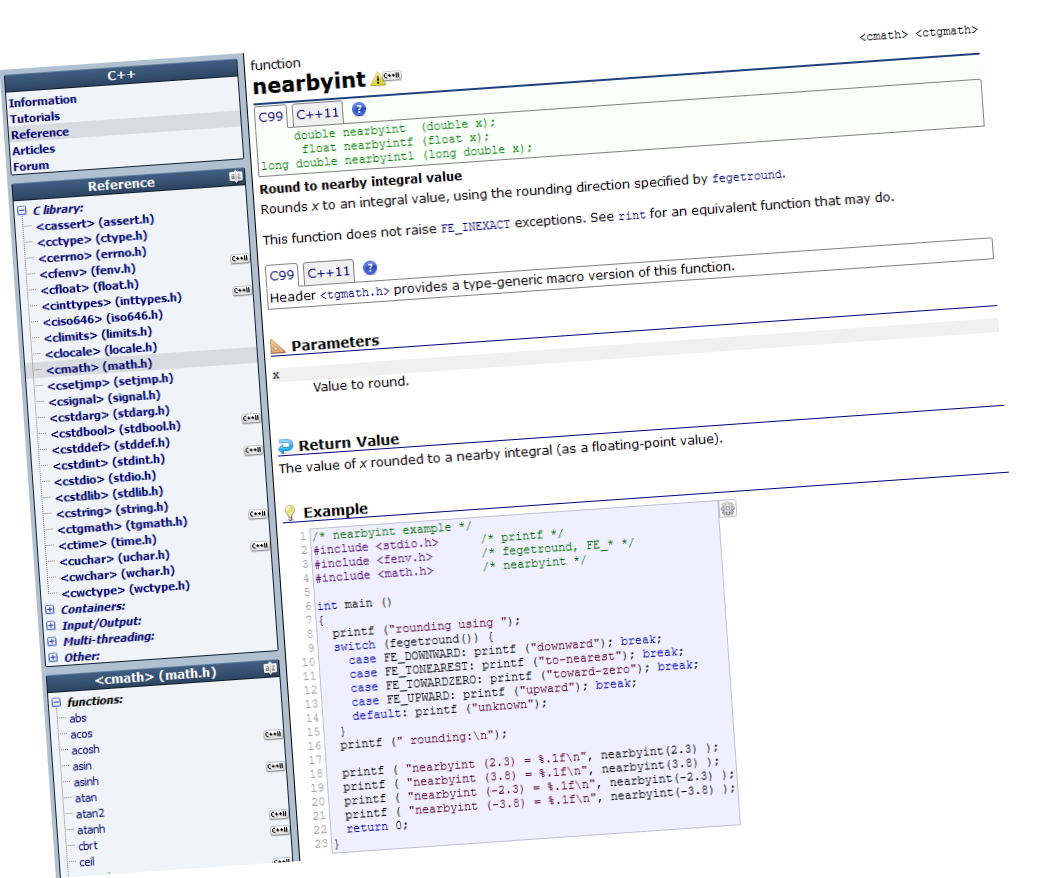 <cmath> <ctgmath>
C++
Information
Tutorials
Reference
Articles
Forum
Reference
C library:
<cassert> (assert.h)
<cctype> (ctype.h)
<cerrno> (errno.h)
<cfenv> (fenv.h)
<cfloat> (float.h)
<cinttypes> (inttypes.h)
<ciso646> (iso646.h)
<climits> (limits.h)
<clocale> (locale.h)
<cmath> (math.h)
<csetjmp> (setjmp.h)
<csignal> (signal.h)
<cstdarg> (stdarg.h)
<cstdbool> (stdbool.h)
<cstddef> (stddef.h)
<cstdint> (stdint.h)
<cstdio> (stdio.h)
<cstdlib> (stdlib.h)
<cstring> (string.h)
<ctgmath> (tgmath.h)
<ctime> (time.h)
<cuchar> (uchar.h)
<cwchar> (wchar.h)
<cwctype> (wctype.h)
Containers:
Input/Output:
Multi-threading:
Other:
<cmath> (math.h)
functions:
abs
acos
acosh
asin
asinh
atan
atan2
atanh
cbrt
ceil
function
nearbyint
C99 C++11
double nearbyint (double x);
float nearbyintf (float x);
long double nearbyintl (long double x);
Round to nearby integral value
Rounds x to an integral value, using the rounding direction specified by fegetround.
This function does not raise FE_INEXACT exceptions. See rint for an equivalent function that may do.
C99 C++11
Header <tgmath.h> provides a type-generic macro version of this function.
Parameters
x
Value to round.
Return Value
The value of x rounded to a nearby integral (as a floating-point value).
Example
1 /* nearbyint example */
2 #include <stdio.h> /* printf */
3 #include <fenv.h> /* fegetround, FE_* */
4 #include <math.h> /* nearbyint */
5
6 int main ()
7 {
8 printf ("rounding using ");
9 switch (fegetround()) {
10 case FE_DOWNWARD: printf ("downward"); break;
11 case FE_TONEAREST: printf ("to-nearest"); break;
12 case FE_TOWARDZERO: printf ("toward-zero"); break;
13 case FE_UPWARD: printf ("upward"); break;
14 default: printf ("unknown");
15 }
16 printf (" rounding:\n");
17
18 printf ( "nearbyint (2.3) = %.1f\n", nearbyint(2.3) );
19 printf ( "nearbyint (3.8) = %.1f\n", nearbyint(3.8) );
20 printf ( "nearbyint (-2.3) = %.1f\n", nearbyint(-2.3) );
21 printf ( "nearbyint (-3.8) = %.1f\n", nearbyint(-3.8) );
22 return 0;
23 }